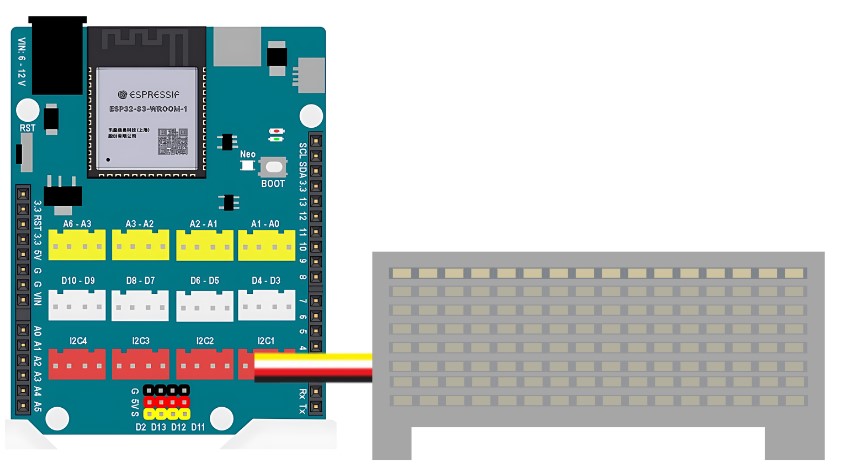 VIN: 6 - 12 V
ESPRESSIF
ESP32-S3-WROOM-1
RST
Neo
BOOT
SCL
SDA
3.3
13
12
11
10
9
8
7
6
5
4
Rx
Tx
3.3
RST
3.3
5V
G
G
VIN
A0
A1
A2
A3
A4
A5
A6 - A3
A3 - A2
A2 - A1
A1 - A0
D10 - D9
D8 - D7
D6 - D5
D4 - D3
I2C4
I2C3
I2C2
I2C1
G
5V
S
D2 D13 D12 D11